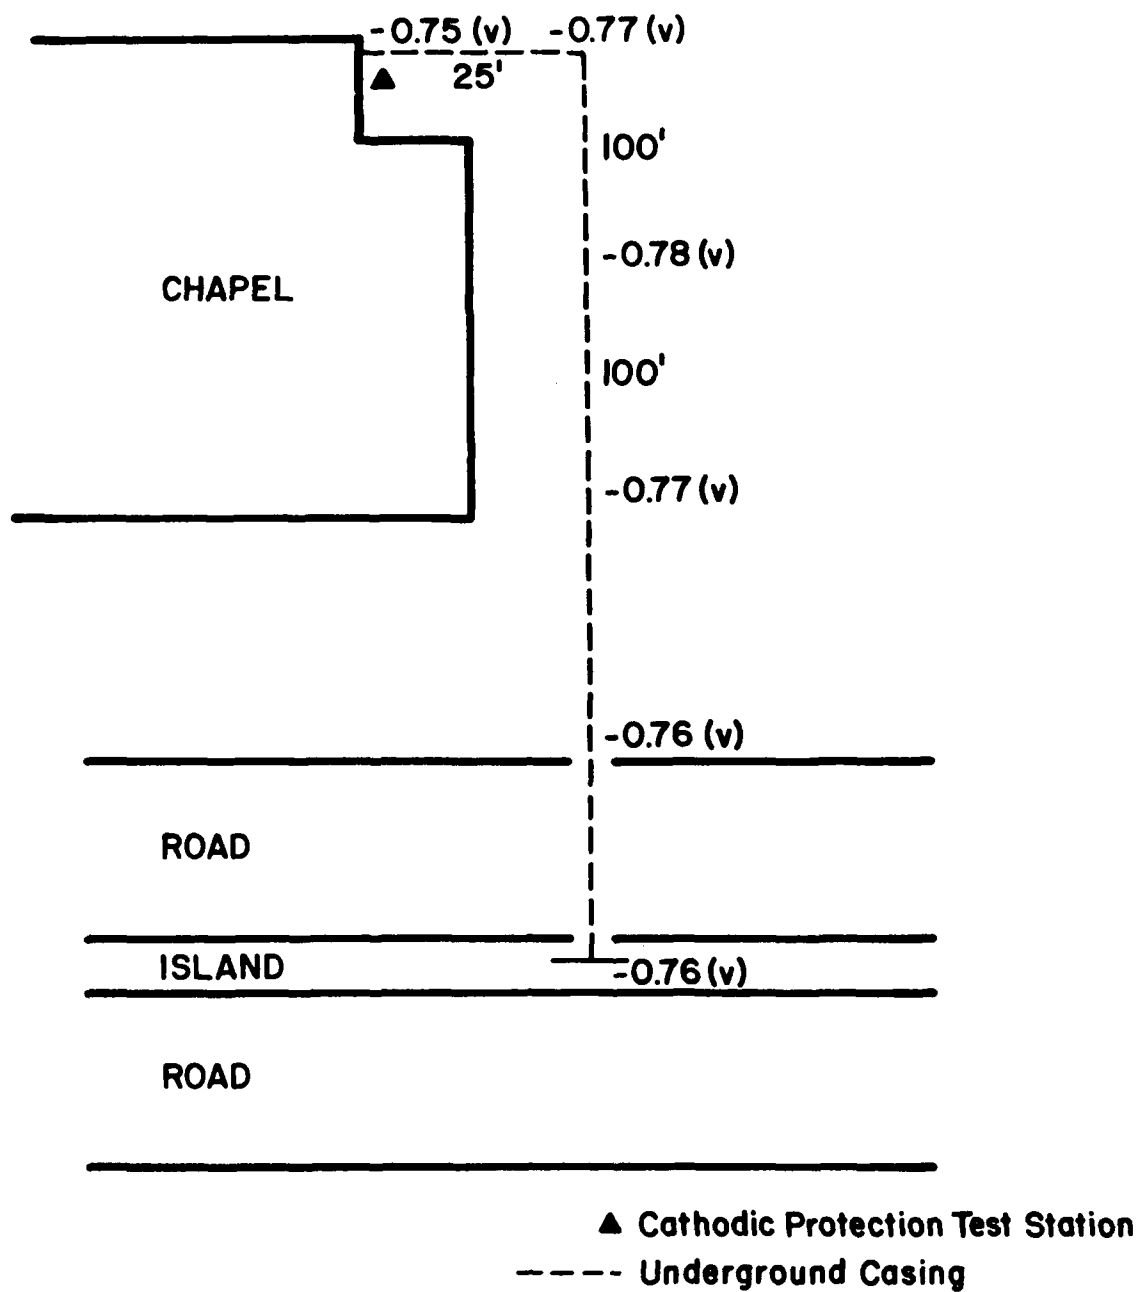 -0.75 (v) -0.77 (v)
25'
100'
-0.78 (v)
CHAPEL
100'
-0.77 (v)
-0.76 (v)
ROAD
ISLAND
-0.76 (v)
ROAD
▲ Cathodic Protection Test Station
---- Underground Casing